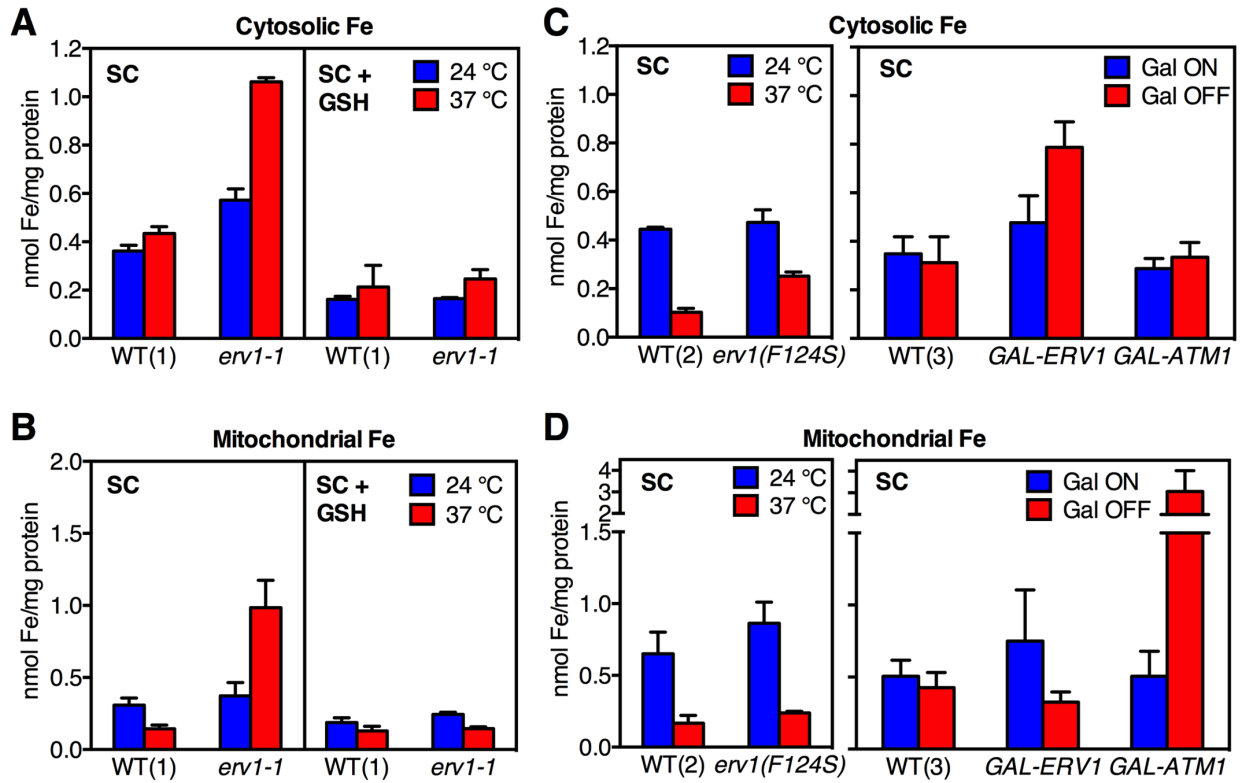 A
Cytosolic Fe
nmol Fe/mg protein
1.2
1.0
0.8
0.6
0.4
0.2
0.0
SC
SC +
GSH
24 °C
37 °C
WT(1)
erv1-1
WT(1)
erv1-1
C
Cytosolic Fe
nmol Fe/mg protein
1.2
1.0
0.8
0.6
0.4
0.2
0.0
SC
24 °C
37 °C
WT(2)
erv1(F124S)
SC
Gal ON
Gal OFF
WT(3)
GAL-ERV1
GAL-ATM1
B
Mitochondrial Fe
nmol Fe/mg protein
2.0
1.5
1.0
0.5
0.0
SC
SC +
GSH
24 °C
37 °C
WT(1)
erv1-1
WT(1)
erv1-1
D
Mitochondrial Fe
nmol Fe/mg protein
4
3
2
1.5
1.0
0.5
0.0
SC
24 °C
37 °C
WT(2)
erv1(F124S)
SC
Gal ON
Gal OFF
WT(3)
GAL-ERV1
GAL-ATM1